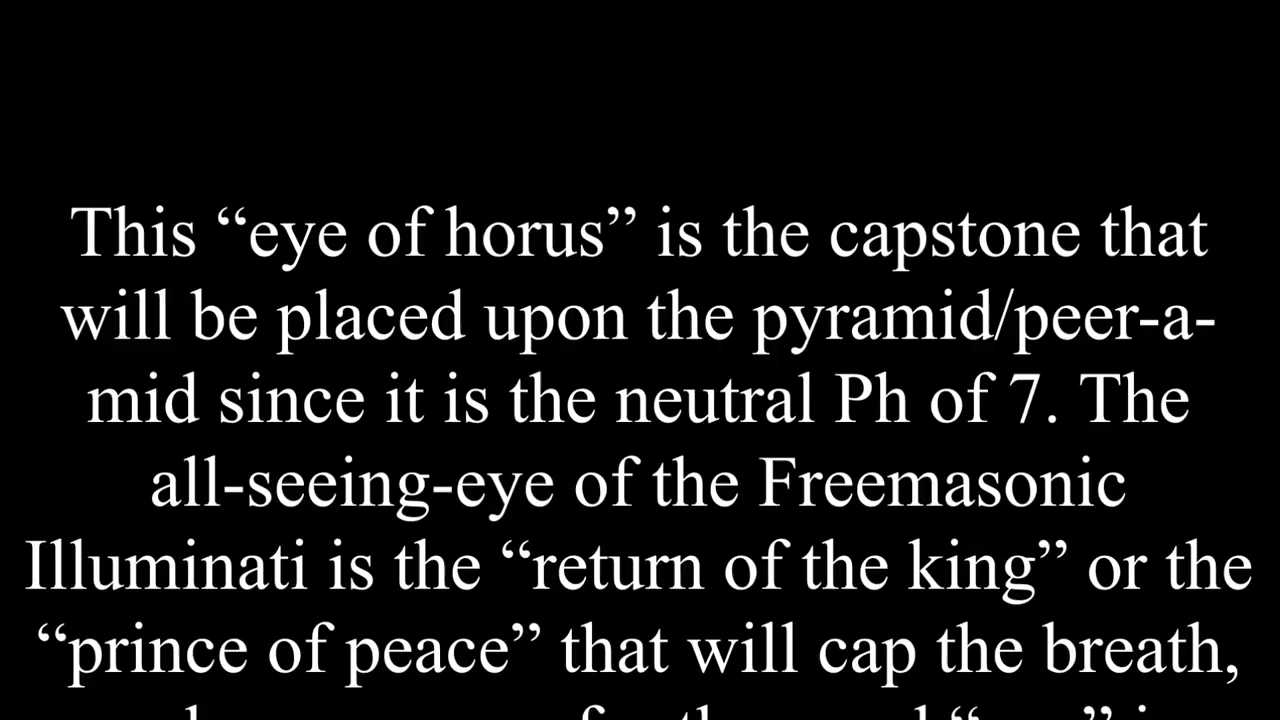 This “eye of horus” is the capstone that
will be placed upon the pyramid/peer-a-
mid since it is the neutral Ph of 7. The
all-seeing-eye of the Freemasonic
Illuminati is the “return of the king” or the
“prince of peace” that will cap the breath,